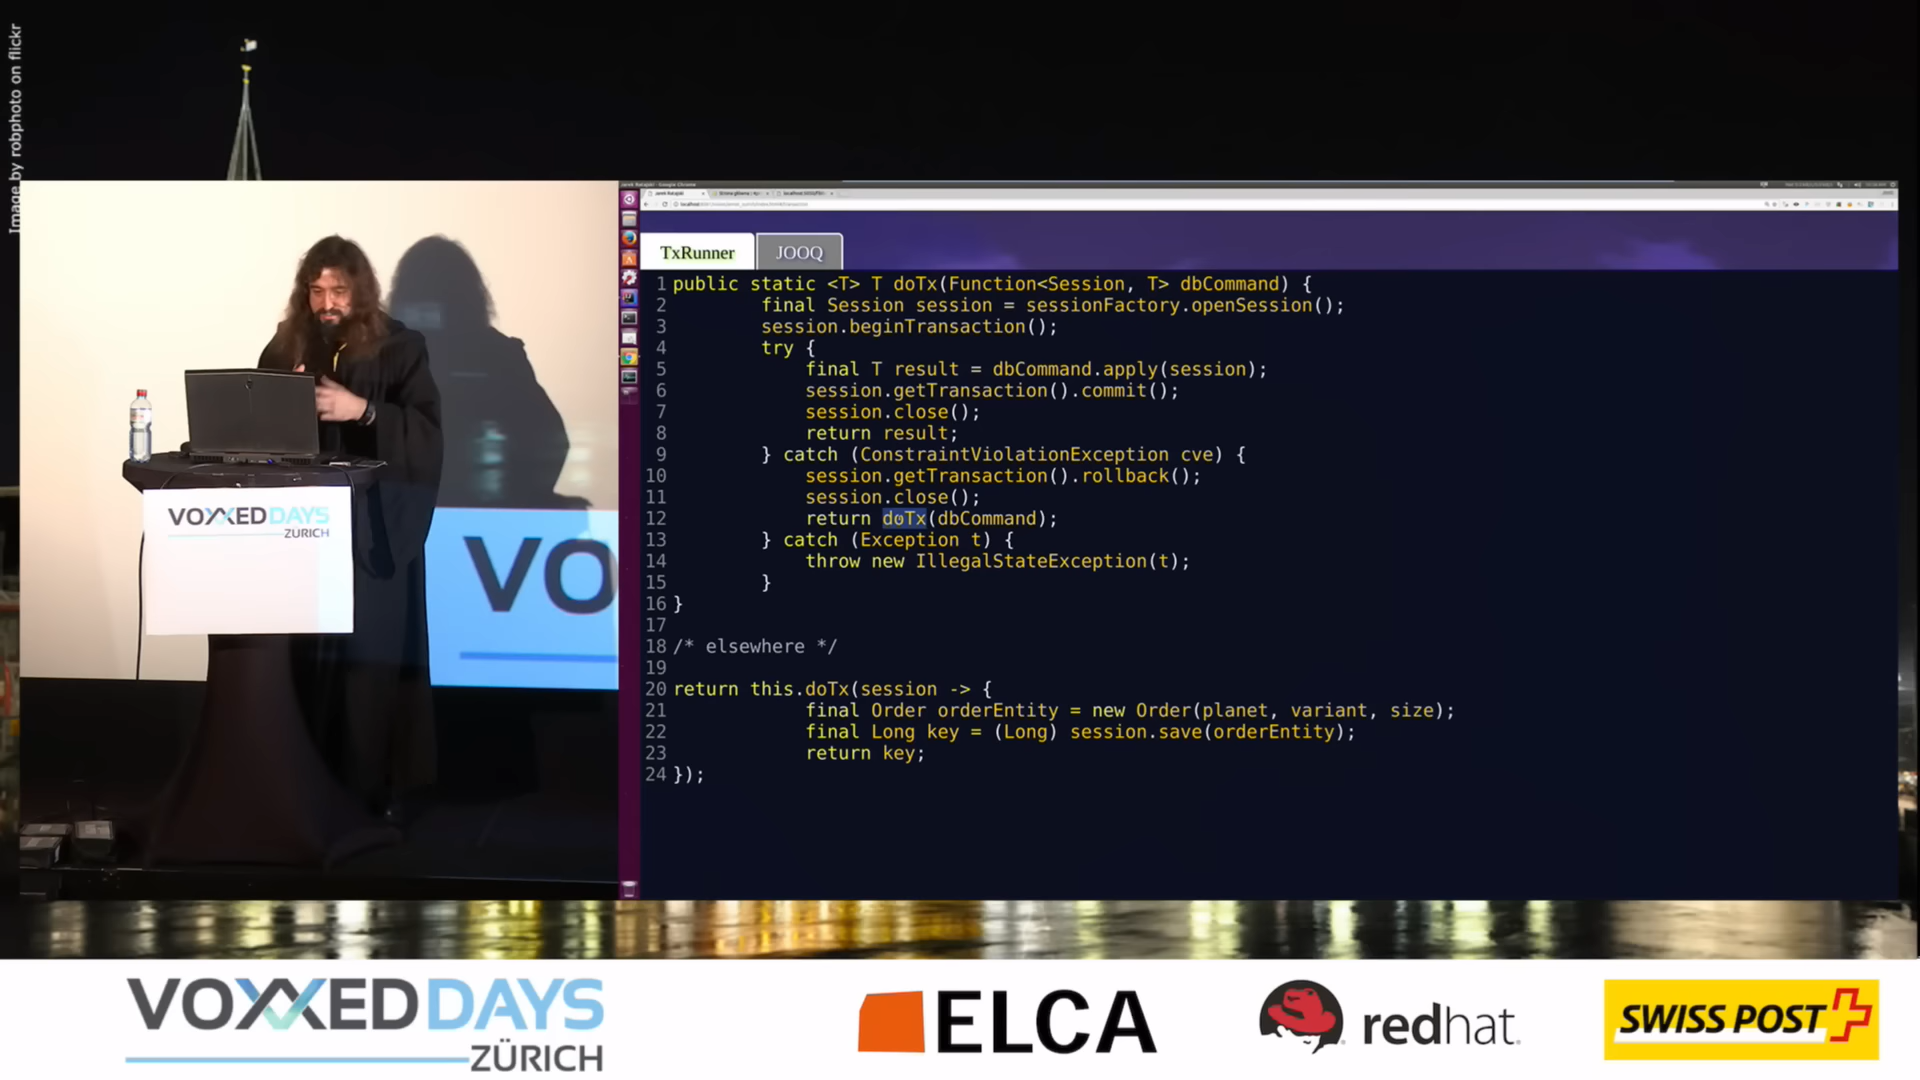 Image by robphoto on flickr
TxRunner
JOOQ
1 public static <T> T doTx(Function<Session, T> dbCommand) {
2 final Session session = sessionFactory.openSession();
3 session.beginTransaction();
4 try {
5 final T result = dbCommand.apply(session);
6 session.getTransaction().commit();
7 session.close();
8 return result;
9 } catch (ConstraintViolationException cve) {
10 session.getTransaction().rollback();
11 session.close();
12 return doTx(dbCommand);
13 } catch (Exception t) {
14 throw new IllegalStateException(t);
15 }
16 }
17
18 /* elsewhere */
19
20 return this.doTx(session -> {
21 final Order orderEntity = new Order(planet, variant, size);
22 final Long key = (Long) session.save(orderEntity);
23 return key;
24 });
VOXXEDDAYS
ZÜRICH
VO
VOXXEDDAYS
ZÜRICH
ELCA
redhat.
SWISS POST